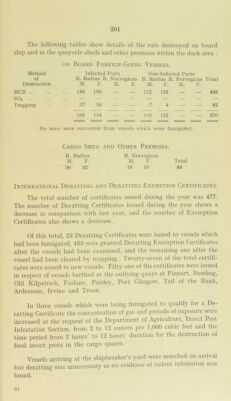 201
The following tables show details of the rats destroyed on board
ship and in the quayside sheds and other premises within the dock area :
ON BOARD FOREIGN-GOING VESSELS.
Method Infected Ports Non-Infected Ports
of R. Rattus R. Norvegicus R. Rattus R. Norvegicus Total
Destruction M. F. M. F. M. F. M. F.
HCN ... 148 100 — — 112 128 — — 488
SO₂ ...
Trapping ... 37 34 — — 7 4 — — 82
185 134 — — 119 132 — — 570
No mice were recovered from vessels which were fumigated.
CARGO SHED AND OTHER PREMISES.
R. Rattus R. Norvegicus
M. F. M. F. Total
36 32 10 10 88
INTERNATIONAL DERATTING AND DERATTING EXEMPTION CERTIFICATES.
The total number of certificates issued during the year was 477.
The number of Deratting Certificates issued during the year shows a
decrease in comparison with last year, and the number of Exemption
Certificates also shows a decrease.
Of this total, 23 Deratting Certificates were issued to vessels which
had been fumigated, 453 were granted Deratting Exemption Certificates
after the vessels had been examined, and the remaining one after the
vessel had been cleared by trapping. Twenty-seven of the total certifi-
cates were issued to new vessels. Fifty-one of the certificates were issued
in respect of vessels berthed at the outlying quays at Finnart, Bowling,
Old Kilpatrick, Faslane, Paisley, Port Glasgow, Tail of the Bank,
Ardrossan, Irvine and Troon.
In three vessels which were being fumigated to qualify for a De-
ratting Certificate the concentration of gas and periods of exposure were
increased at the request of the Department of Agriculture, Insect Pest
Infestation Section, from 2 to 12 ounces per 1,000 cubic feet and the
time period from 2 hours' to 12 hours' duration for the destruction of
food insect pests in the cargo spaces.
Vessels arriving at the shipbreaker's yard were searched on arrival
but deratting was unnecessary as no evidence of rodent infestation was
found.